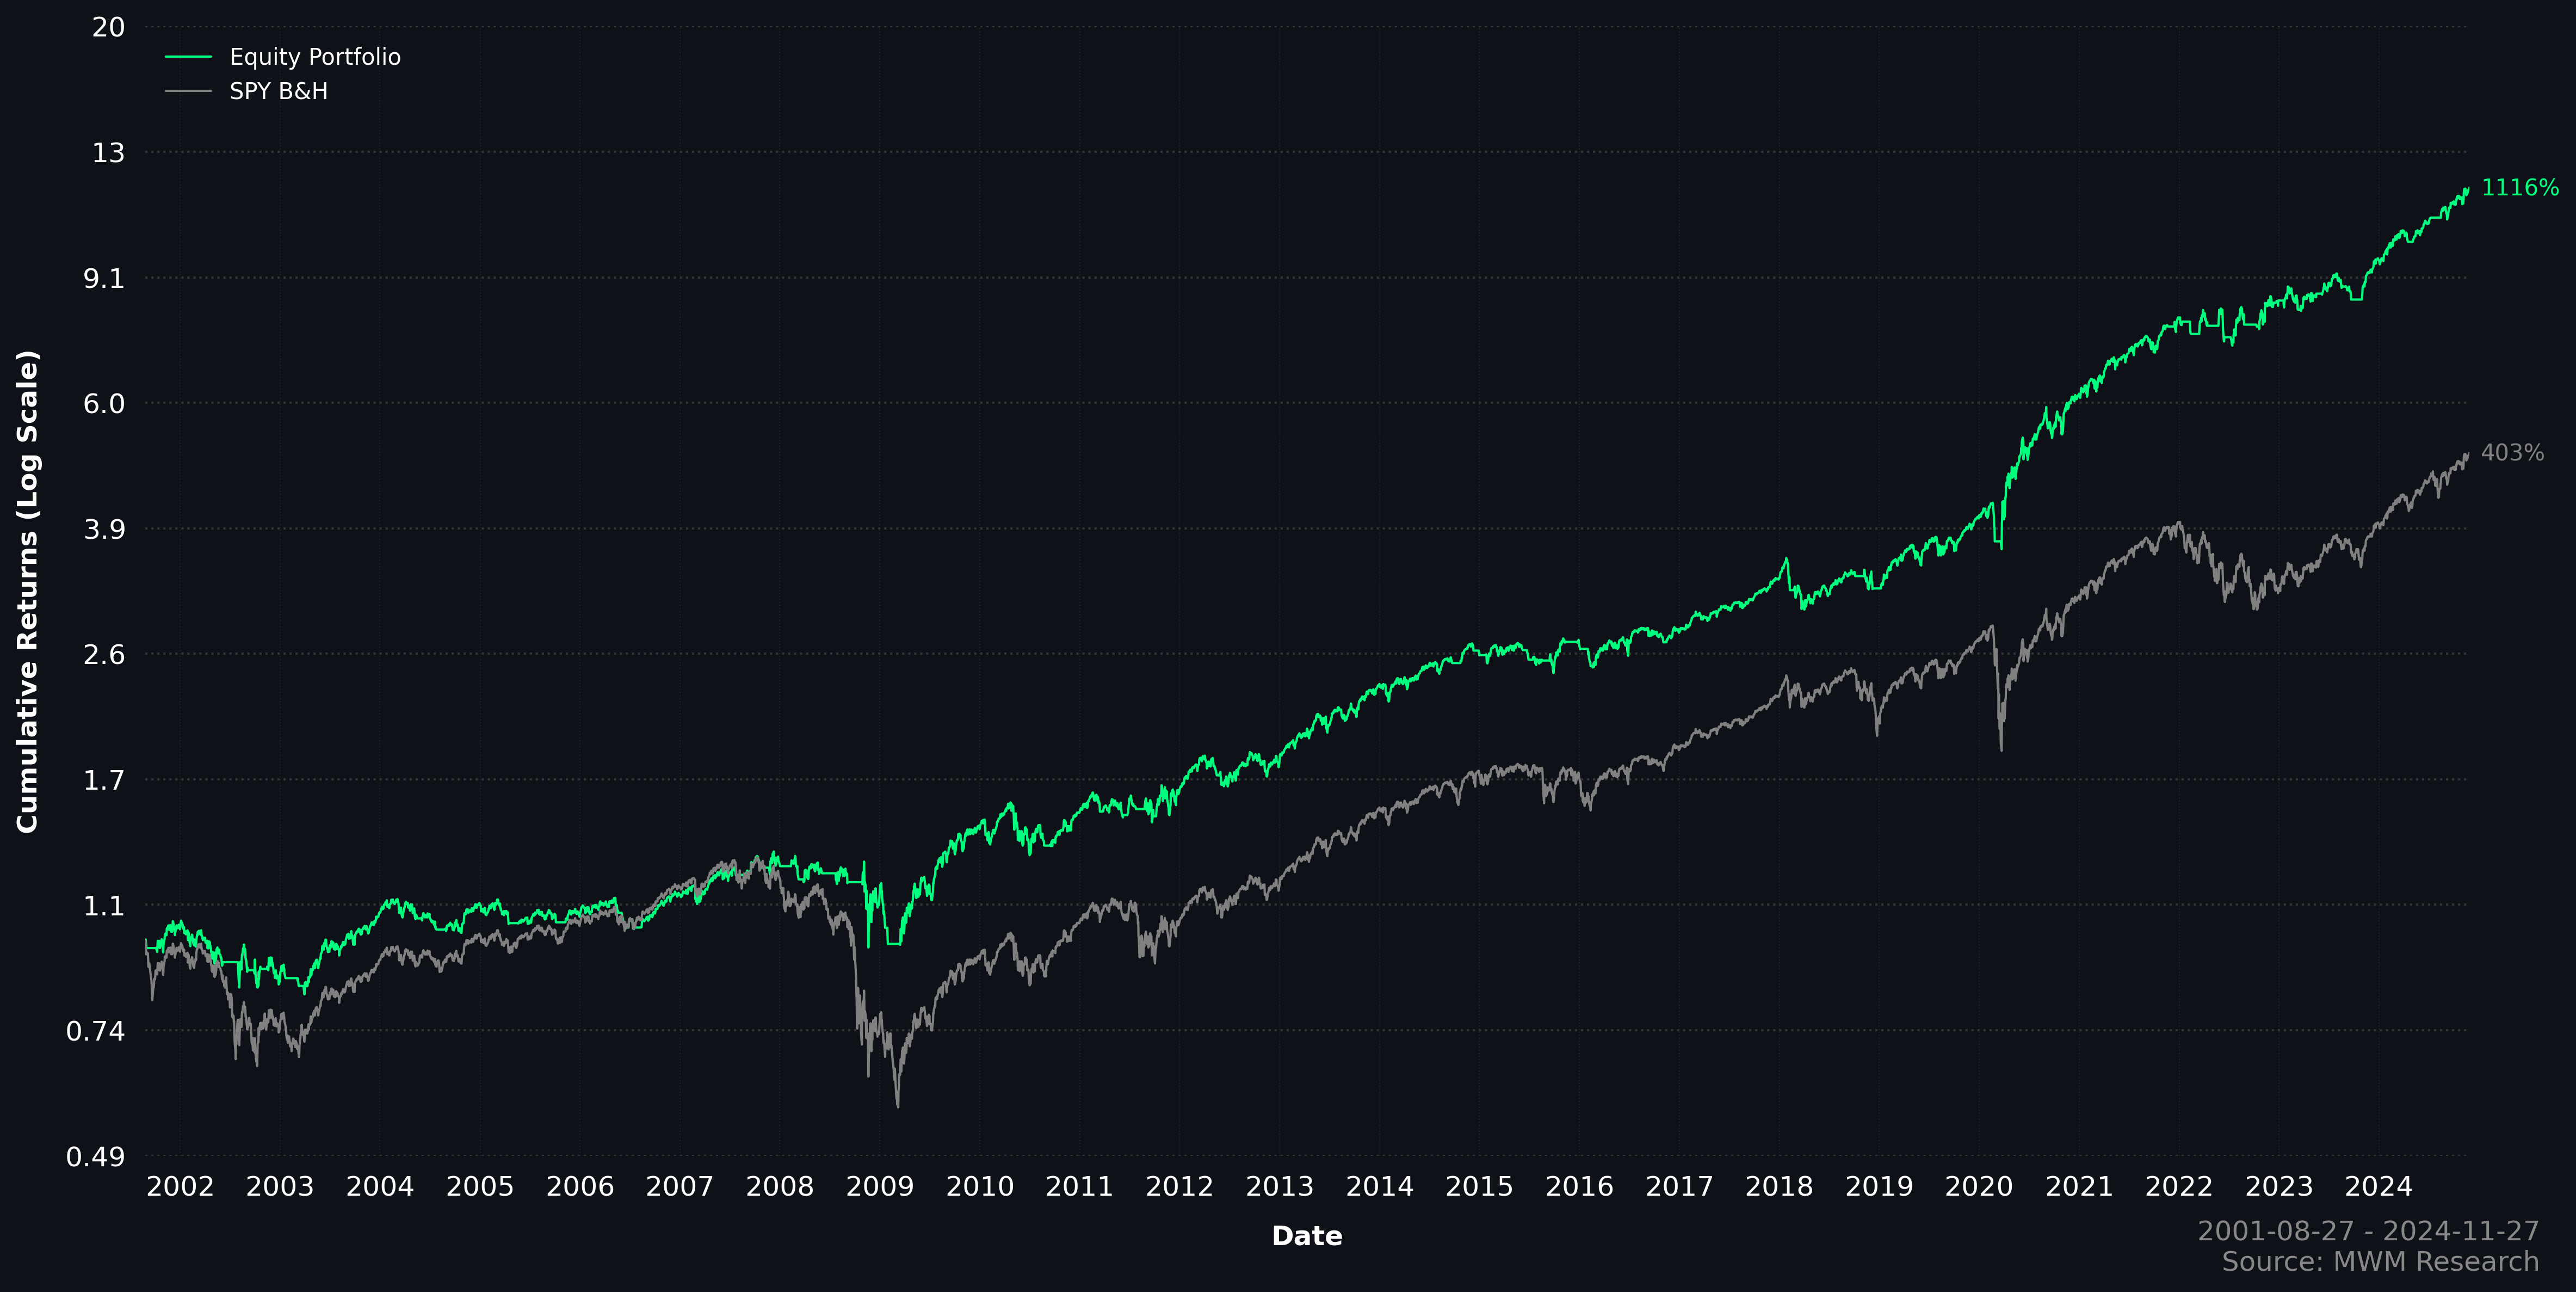 Equity Portfolio
SPY B&H
20
13
9.1
6.0
3.9
2.6
1.7
1.1
0.74
0.49
Cumulative Returns (Log Scale)
1116%
403%
2002 2003 2004 2005 2006 2007 2008 2009 2010 2011 2012 2013 2014 2015 2016 2017 2018 2019 2020 2021 2022 2023 2024
Date
2001-08-27 - 2024-11-27
Source: MWM Research